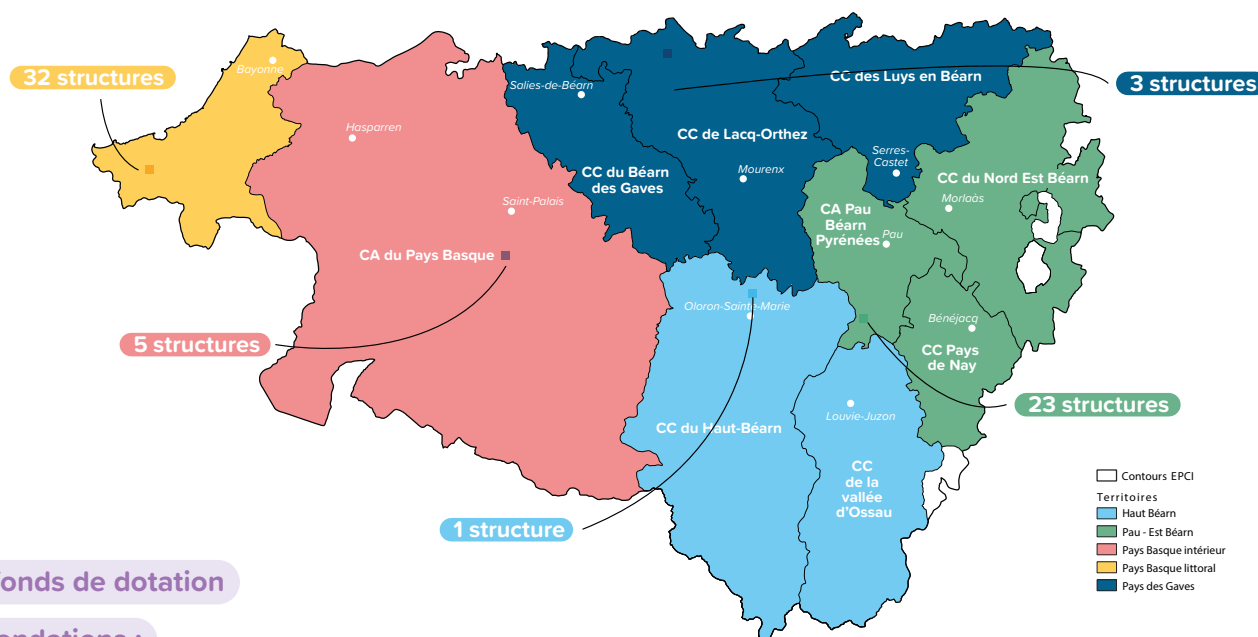 32 structures
Bayonne
Hasparren
Saint-Palais
CA du Pays Basque
5 structures
Salies-de-Béarn
CC du Béarn
des Gaves
CC de Lacq-Orthez
Mourenx
CC des Luys en Béarn
3 structures
Serres-
Castet
CC du Nord Est Béarn
Morlaàs
CA Pau
Béarn
Pyrénées
Pau
Oloron-Sainte-Marie
Bénéjacq
CC Pays
de Nay
23 structures
CC du Haut-Béarn
Louvie-Juzon
CC
de la
vallée
d'Ossau
1 structure
Contours EPCI
Territoires
Haut Béarn
Pau - Est Béarn
Pays Basque intérieur
Pays Basque littoral
Pays des Gaves
onds de dotation